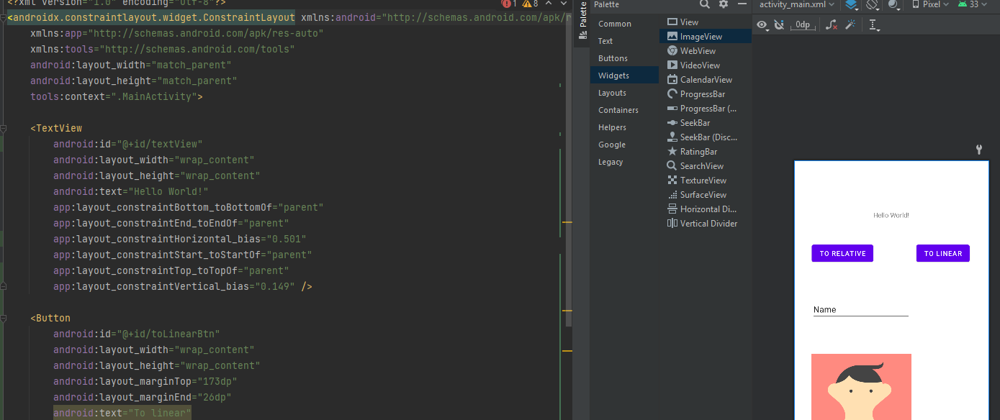 <?xml version="1.0" encoding="utf-8"?>
<androidx.constraintlayout.widget.ConstraintLayout xmlns:android="http://schemas.android.com/apk/r
xmlns:app="http://schemas.android.com/apk/res-auto"
xmlns:tools="http://schemas.android.com/tools"
android:layout_width="match_parent"
android:layout_height="match_parent"
tools:context=".MainActivity">
<TextView
android:id="@+id/textView"
android:layout_width="wrap_content"
android:layout_height="wrap_content"
android:text="Hello World!"
app:layout_constraintBottom_toBottomOf="parent"
app:layout_constraintEnd_toEndOf="parent"
app:layout_constraintHorizontal_bias="0.501"
app:layout_constraintStart_toStartOf="parent"
app:layout_constraintTop_toTopOf="parent"
app:layout_constraintVertical_bias="0.149" />
<Button
android:id="@+id/toLinearBtn"
android:layout_width="wrap_content"
android:layout_height="wrap_content"
android:layout_marginTop="173dp"
android:layout_marginEnd="26dp"
android:text="To linear"
1 8
Palette
Palette
Common
Text
Buttons
Widgets
Layouts
Containers
Helpers
Google
Legacy
View
ImageView
WebView
VideoView
CalendarView
ProgressBar
ProgressBar (...
SeekBar
SeekBar (Disc...
RatingBar
SearchView
TextureView
SurfaceView
Horizontal Di...
Vertical Divider
activity_main.xml
Pixel
33
0dp
Hello World!
TO RELATIVE
TO LINEAR
Name